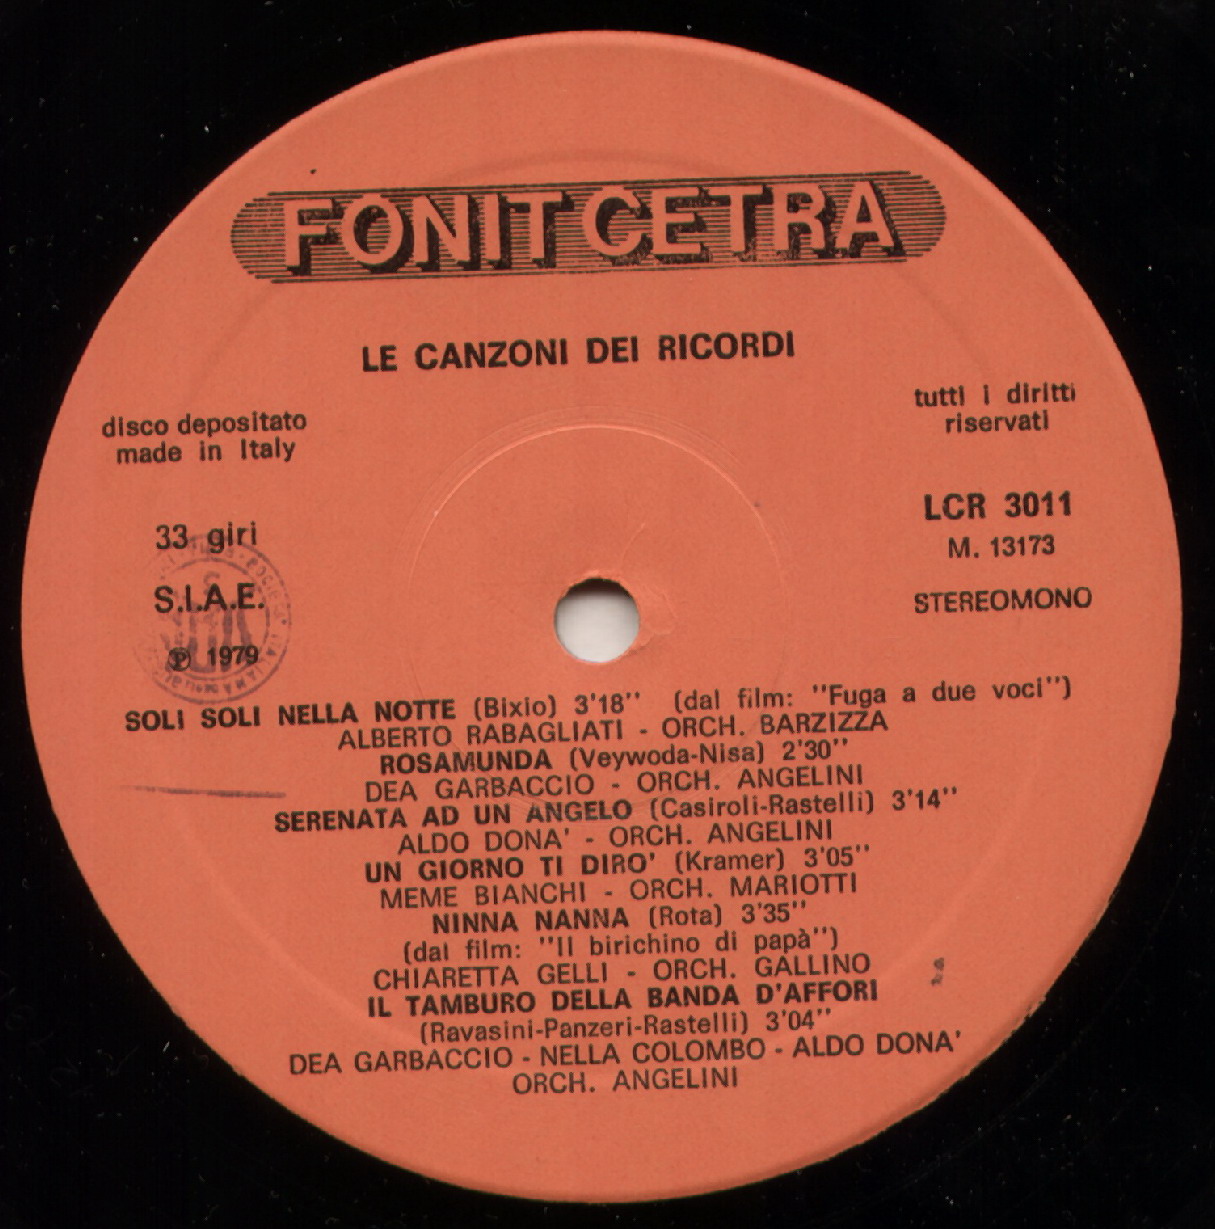 FONIT CETRA
LE CANZONI DEI RICORDI
disco depositato
made in Italy
tutti i diritti
riservati
33 giri
S.I.A.E.
℗ 1979
LCR 3011
M. 13173
STEREOMONO
SOLI SOLI NELLA NOTTE (Bixio) 3'18'' (dal film: ''Fuga a due voci'')
ALBERTO RABAGLIATI - ORCH. BARZIZZA
ROSAMUNDA (Veywoda-Nisa) 2'30''
DEA GARBACCIO - ORCH. ANGELINI
SERENATA AD UN ANGELO (Casiroli-Rastelli) 3'14''
ALDO DONA' - ORCH. ANGELINI
UN GIORNO TI DIRO' (Kramer) 3'05''
MEME BIANCHI - ORCH. MARIOTTI
NINNA NANNA (Rota) 3'35''
(dal film: ''Il birichino di papà'')
CHIARETTA GELLI - ORCH. GALLINO
IL TAMBURO DELLA BANDA D'AFFORI
(Ravasini-Panzeri-Rastelli) 3'04''
DEA GARBACCIO - NELLA COLOMBO - ALDO DONA'
ORCH. ANGELINI